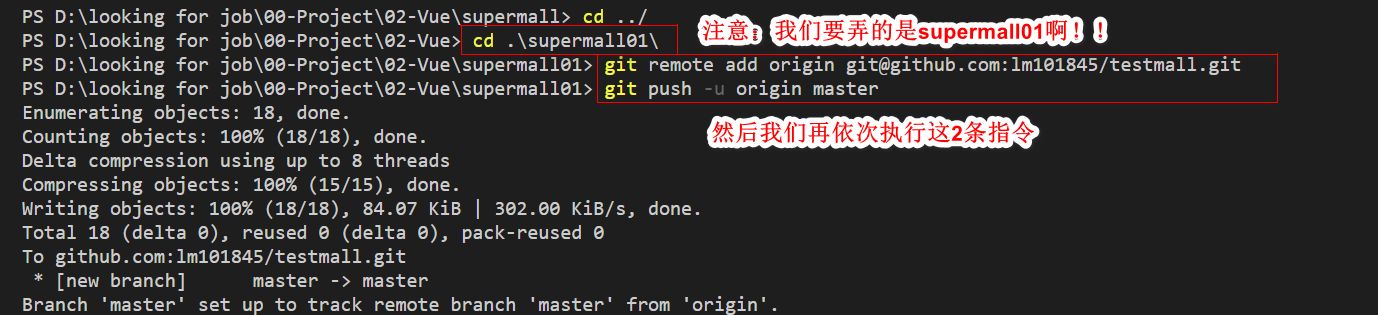 PS D:\looking for job\00-Project\02-Vue\supermall> cd ../
PS D:\looking for job\00-Project\02-Vue> cd .\supermall01\
注意：我们要弄的是supermall01啊！！
PS D:\looking for job\00-Project\02-Vue\supermall01> git remote add origin git@github.com:lm101845/testmall.git
PS D:\looking for job\00-Project\02-Vue\supermall01> git push -u origin master
Enumerating objects: 18, done.
Counting objects: 100% (18/18), done.
然后我们再依次执行这2条指令
Delta compression using up to 8 threads
Compressing objects: 100% (15/15), done.
Writing objects: 100% (18/18), 84.07 KiB | 302.00 KiB/s, done.
Total 18 (delta 0), reused 0 (delta 0), pack-reused 0
To github.com:lm101845/testmall.git
 * [new branch]      master -> master
Branch 'master' set up to track remote branch 'master' from 'origin'.